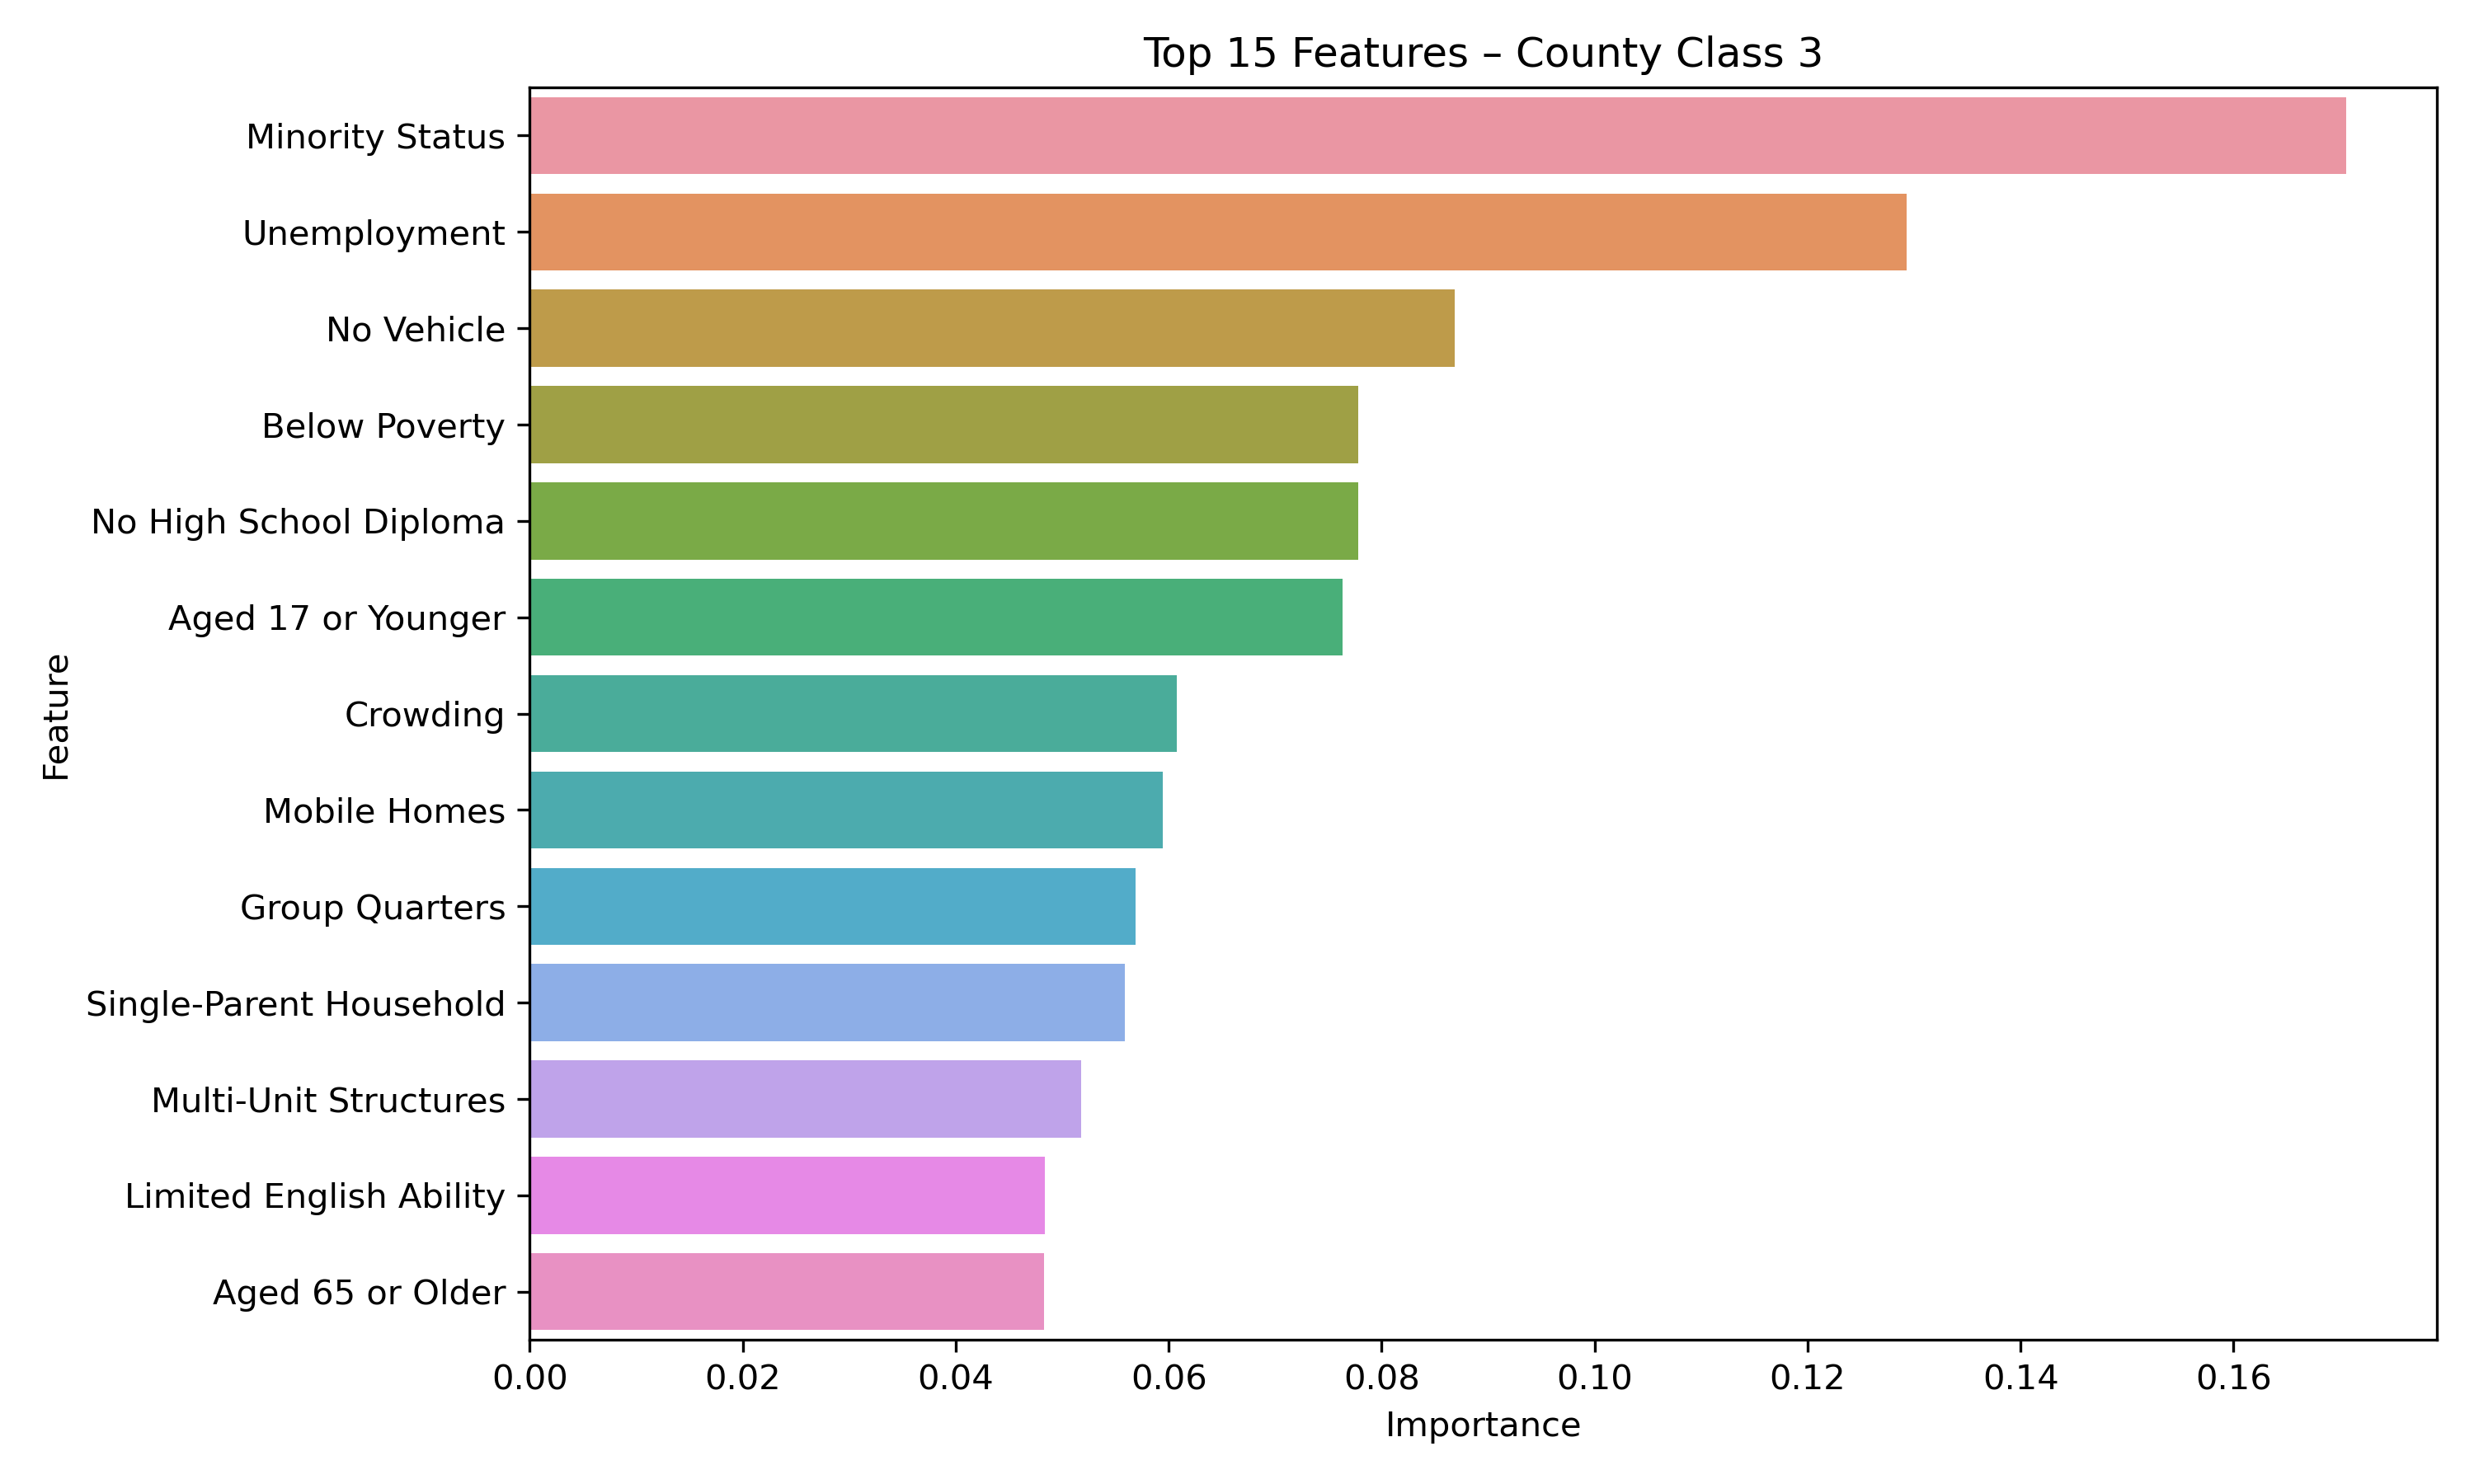 Top 15 Features – County Class 3
Minority Status
Unemployment
No Vehicle
Below Poverty
No High School Diploma
Aged 17 or Younger
Crowding
Mobile Homes
Group Quarters
Single-Parent Household
Multi-Unit Structures
Limited English Ability
Aged 65 or Older
Feature
0.00 0.02 0.04 0.06 0.08 0.10 0.12 0.14 0.16
Importance